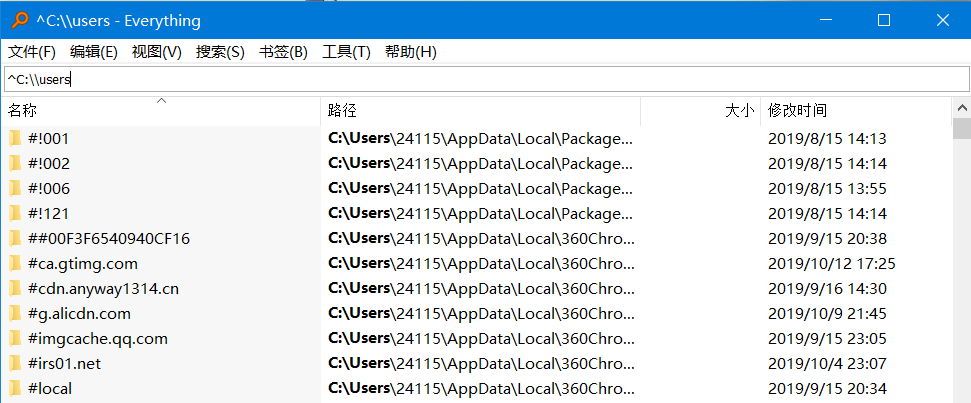 ^C:\\users - Everything
文件(F) 编辑(E) 视图(V) 搜索(S) 书签(B) 工具(T) 帮助(H)
^C:\\users
名称 路径 大小 修改时间
#!001 C:\Users\24115\AppData\Local\Package... 2019/8/15 14:13
#!002 C:\Users\24115\AppData\Local\Package... 2019/8/15 14:14
#!006 C:\Users\24115\AppData\Local\Package... 2019/8/15 13:55
#!121 C:\Users\24115\AppData\Local\Package... 2019/8/15 14:14
##00F3F6540940CF16 C:\Users\24115\AppData\Local\360Chro... 2019/9/15 20:38
#ca.gtimg.com C:\Users\24115\AppData\Local\360Chro... 2019/10/12 17:25
#cdn.anyway1314.cn C:\Users\24115\AppData\Local\360Chro... 2019/9/16 14:30
#g.alicdn.com C:\Users\24115\AppData\Local\360Chro... 2019/10/9 21:45
#imgcache.qq.com C:\Users\24115\AppData\Local\360Chro... 2019/9/15 23:05
#irs01.net C:\Users\24115\AppData\Local\360Chro... 2019/10/4 23:07
#local C:\Users\24115\AppData\Local\360Chro... 2019/9/15 20:34